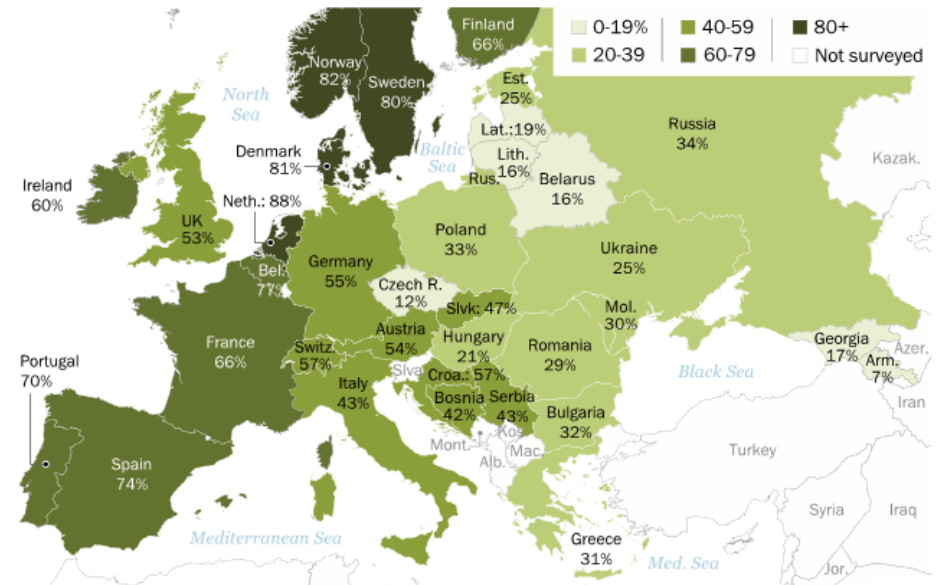 0-19%
20-39
40-59
60-79
80+
Not surveyed
Finland
66%
Norway
82%
Sweden
80%
North
Sea
Est.
25%
Russia
34%
Lat.:19%
Baltic
Sea
Denmark
81%
Lith.
16%
Kazak.
Rus.
Belarus
16%
Ireland
60%
Neth.: 88%
UK
53%
Poland
33%
Ukraine
25%
Germany
55%
Bel.
77%
Czech R.
12%
Slvk: 47%
Mol.
30%
Austria
54%
France
66%
Switz.
57%
Hungary
21%
Romania
29%
Georgia
17%
Azer.
Arm.
7%
Portugal
70%
Slva
Croa.: 57%
Black Sea
Italy
43%
Bosnia
42%
Serbia
43%
Iran
Bulgaria
32%
Kos.
Mont.
Mac.
Alb.
Turkey
Spain
74%
Syria
Iraq
Mediterranean Sea
Greece
31%
Med. Sea
Jor.